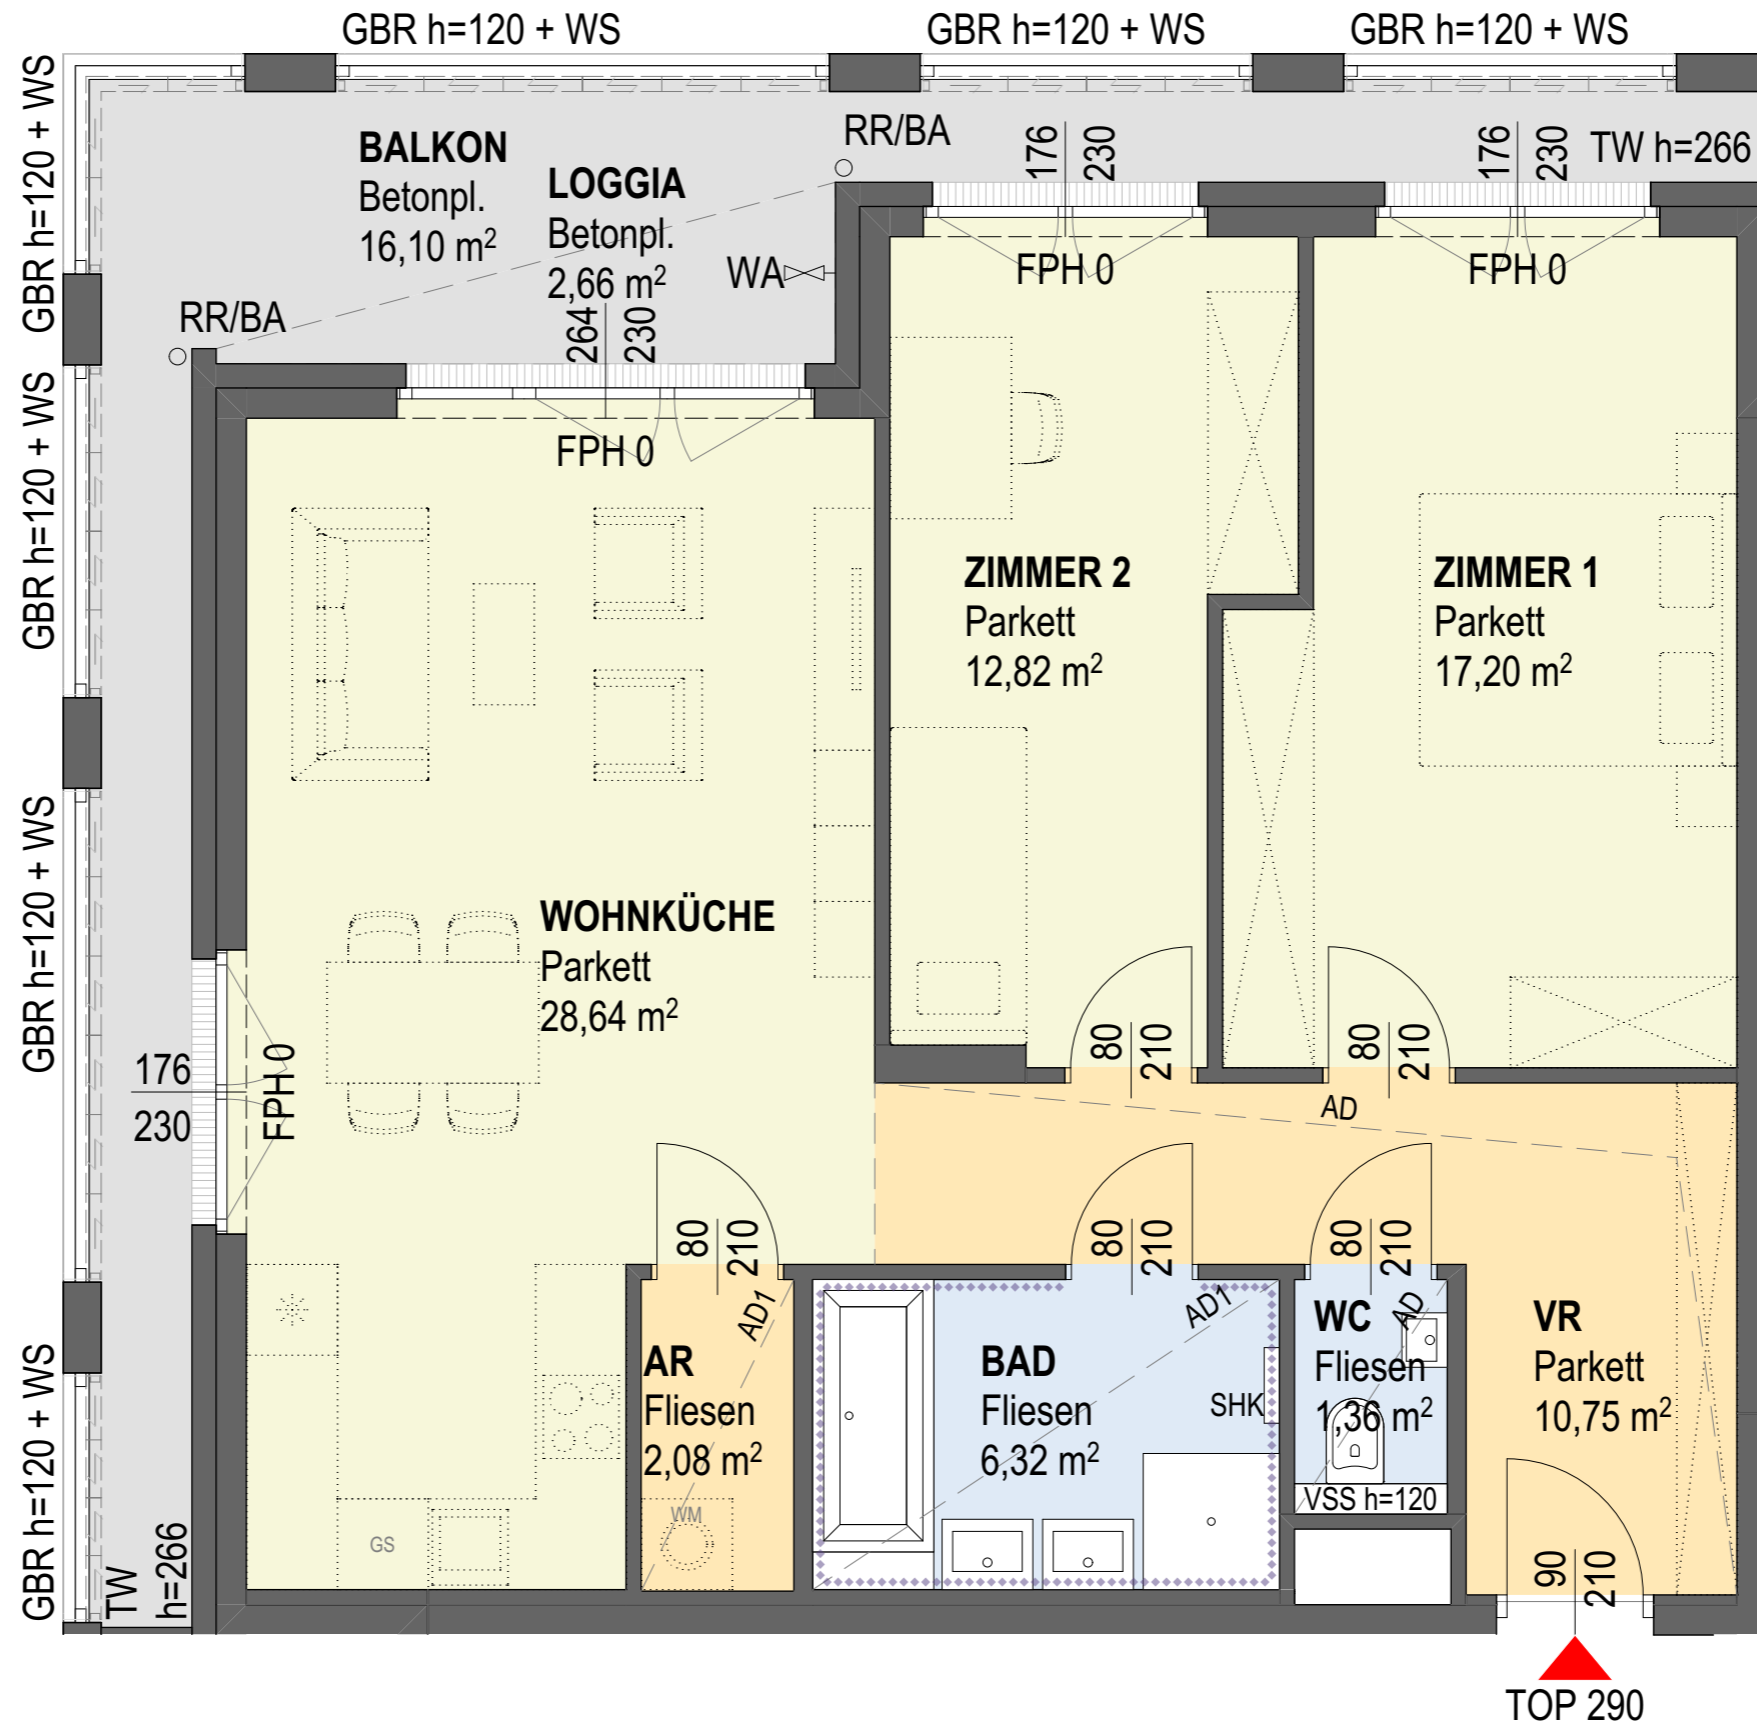 GBR h=120 + WS
GBR h=120 + WS
GBR h=120 + WS
GBR h=120 + WS
GBR h=120 + WS
GBR h=120 + WS
GBR h=120 + WS
BALKON
Betonpl.
16,10 m²
LOGGIA
Betonpl.
2,66 m²
RR/BA
RR/BA
WA
264
230
FPH 0
176
230
FPH 0
176
230
FPH 0
TW h=266
ZIMMER 2
Parkett
12,82 m²
ZIMMER 1
Parkett
17,20 m²
WOHNKÜCHE
Parkett
28,64 m²
176
230
FPH 0
80
210
80
210
AD
80
210
80
210
80
210
AR
Fliesen
2,08 m²
AD1
WM
GS
BAD
Fliesen
6,32 m²
AD1
SHK
WC
Fliesen
1,36 m²
AD
VSS h=120
VR
Parkett
10,75 m²
90
210
TW
h=266
TOP 290